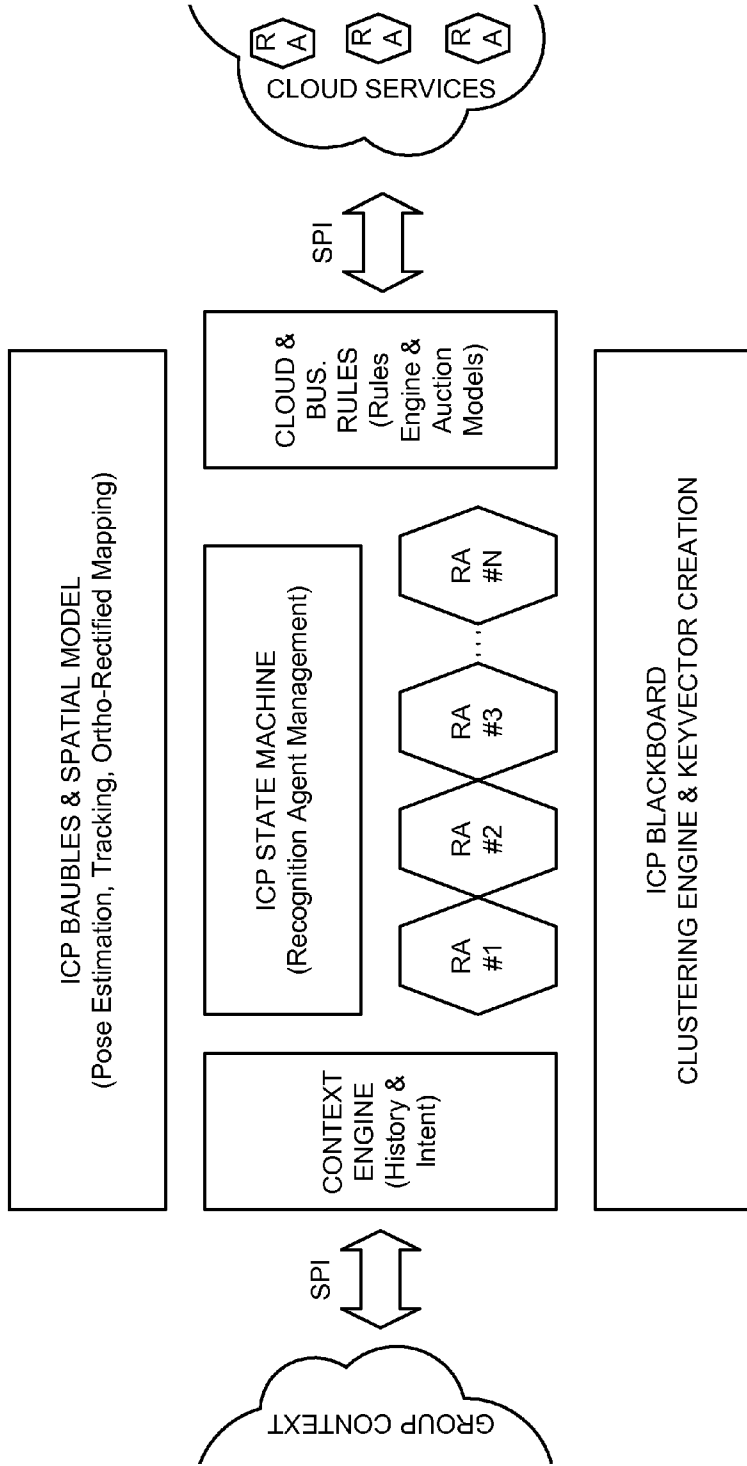 ICP BAUBLES & SPATIAL MODEL
(Pose Estimation, Tracking, Ortho-Rectified Mapping)
GROUP CONTEXT
SPI
CONTEXT
ENGINE
(History &
Intent)
ICP STATE MACHINE
(Recognition Agent Management)
RA
#1
RA
#2
RA
#3
RA
#N
CLOUD &
BUS.
RULES
(Rules
Engine &
Auction
Models)
SPI
CLOUD SERVICES
R
A
R
A
R
A
ICP BLACKBOARD
CLUSTERING ENGINE & KEYVECTOR CREATION